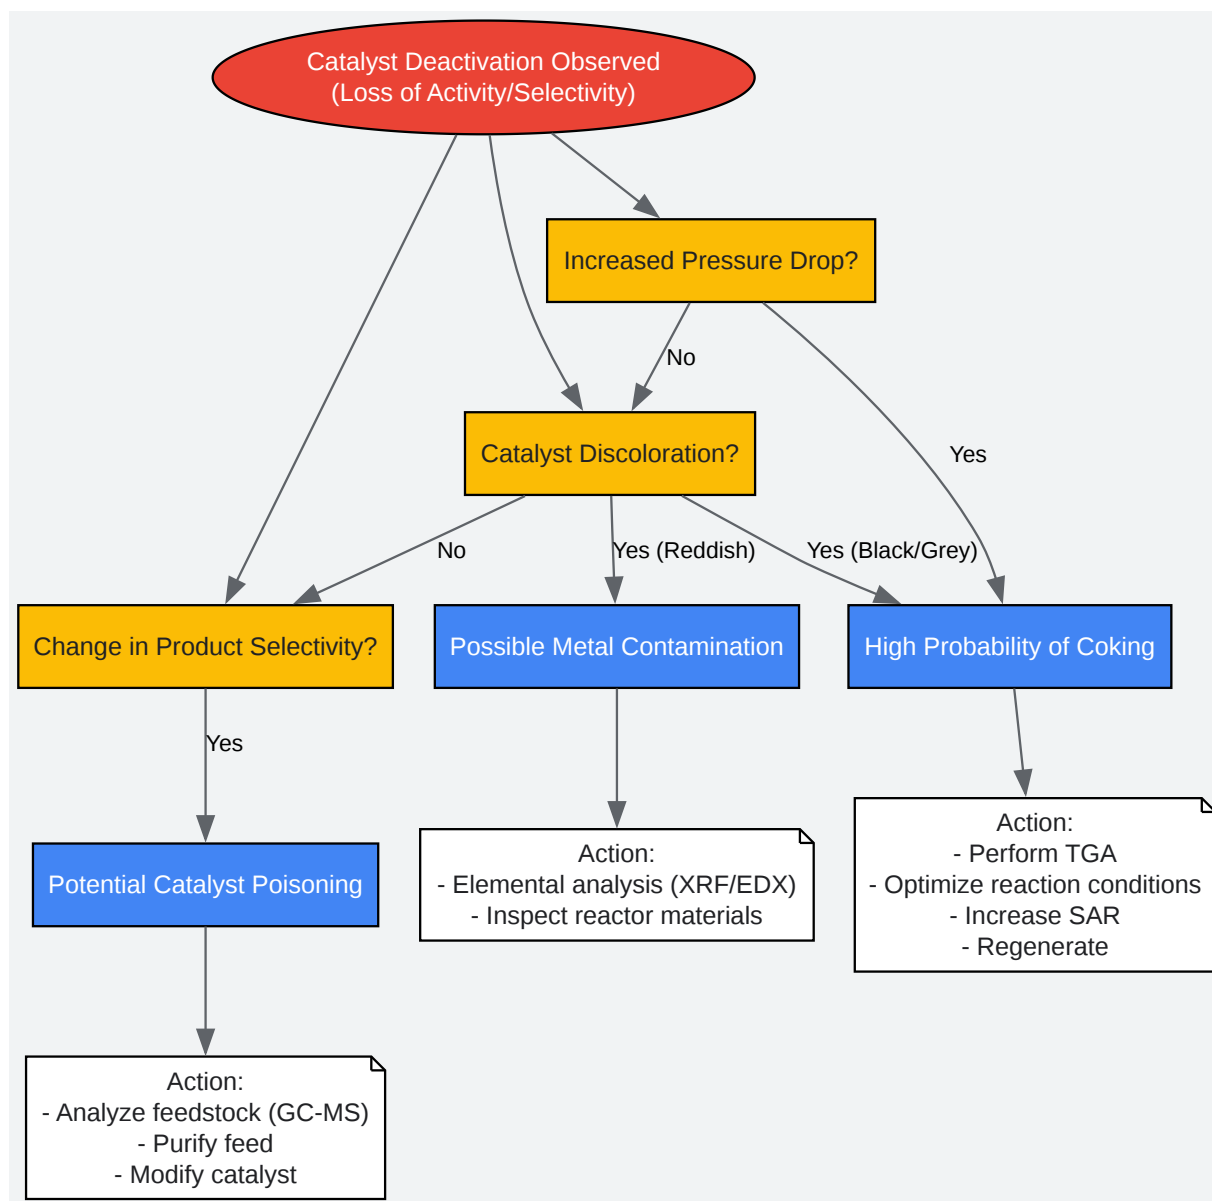 Catalyst Deactivation Observed
(Loss of Activity/Selectivity)
Increased Pressure Drop?
No
Catalyst Discoloration?
Yes
No
Yes (Reddish)
Yes (Black/Grey)
Change in Product Selectivity?
Possible Metal Contamination
High Probability of Coking
Yes
Potential Catalyst Poisoning
Action:
- Elemental analysis (XRF/EDX)
- Inspect reactor materials
Action:
- Perform TGA
- Optimize reaction conditions
- Increase SAR
- Regenerate
Action:
- Analyze feedstock (GC-MS)
- Purify feed
- Modify catalyst